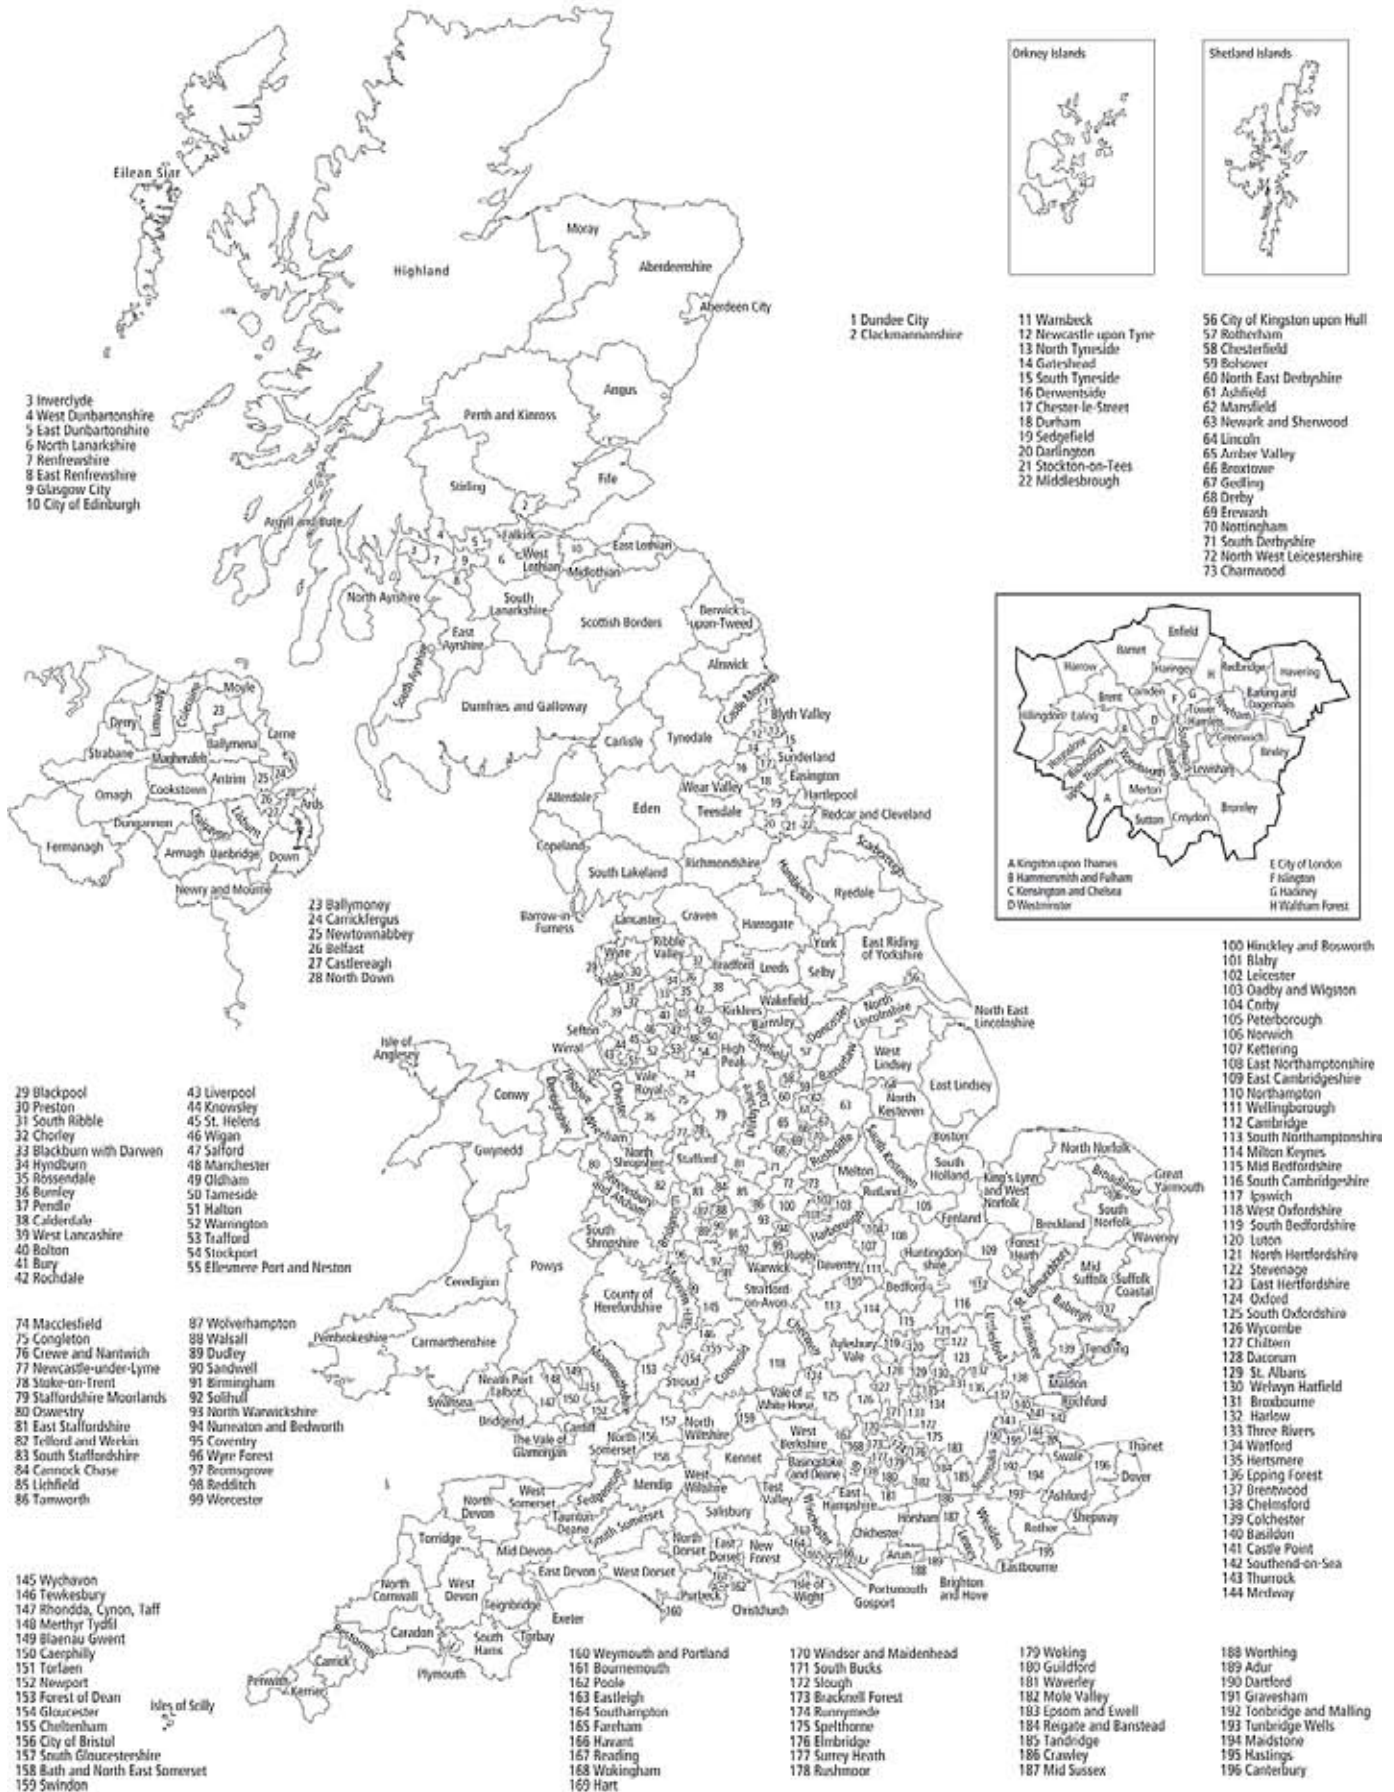 Orkney Islands
Shetland Islands
Eilean Siar
Moray
Highland
Aberdeenshire
Aberdeen City
Angus
Perth and Kinross
Stirling
Fife
2
Argyll and Bute
1 Dundee City
2 Clackmannanshire
11 Wansbeck
12 Newcastle upon Tyne
13 North Tyneside
14 Gateshead
15 South Tyneside
16 Derwentside
17 Chester-le-Street
18 Durham
19 Sedgefield
20 Darlington
21 Stockton-on-Tees
22 Middlesbrough
56 City of Kingston upon Hull
57 Rotherham
58 Chesterfield
59 Bolsover
60 North East Derbyshire
61 Ashfield
62 Mansfield
63 Newark and Sherwood
64 Lincoln
65 Amber Valley
66 Broxtowe
67 Gedling
68 Derby
69 Erewash
70 Nottingham
71 South Derbyshire
72 North West Leicestershire
73 Charnwood
3 Inverclyde
4 West Dunbartonshire
5 East Dunbartonshire
6 North Lanarkshire
7 Renfrewshire
8 East Renfrewshire
9 Glasgow City
10 City of Edinburgh
Falkirk
West
Lothian
East Lothian
Midlothian
North Ayrshire
South
Lanarkshire
Scottish Borders
Berwick
upon-Tweed
East
Ayrshire
South Ayrshire
Alnwick
Dumfries and Galloway
Castle Morpeth
Blyth Valley
Carlisle
Tynedale
Sunderland
Easington
Hartlepool
Wear Valley
Allerdale
Eden
Teesdale
Redcar and Cleveland
Copeland
South Lakeland
Richmondshire
Hambleton
Scarborough
Ryedale
Barrow-in-
Furness
Lancaster
Craven
Harrogate
York
East Riding
of Yorkshire
Moyle
Coleraine
Limavady
23
Derry
Ballymena
Larne
Strabane
Magherafelt
Antrim
25
24
Omagh
Cookstown
26
27
28
Ards
Dungannon
Craigavon
Lisburn
Fermanagh
Armagh
Banbridge
Down
Newry and Mourne
23 Ballymoney
24 Carrickfergus
25 Newtownabbey
26 Belfast
27 Castlereagh
28 North Down
Enfield
Barnet
Harrow
Haringey
H
Redbridge
Havering
Brent
Camden
F
G
Barking and
Dagenham
Hillingdon
Ealing
Tower
Hamlets
Newham
D
Greenwich
Hounslow
Richmond
upon Thames
Wandsworth
Lambeth
Southwark
Lewisham
Bexley
A
Merton
Bromley
Sutton
Croydon
A Kingston upon Thames
B Hammersmith and Fulham
C Kensington and Chelsea
D Westminster
E City of London
F Islington
G Hackney
H Waltham Forest
Wyre
Ribble
Valley
Bradford
Leeds
Selby
Kirklees
Wakefield
Barnsley
Doncaster
North
Lincolnshire
North East
Lincolnshire
Sefton
Wirral
High
Peak
Sheffield
Bassetlaw
West
Lindsey
East Lindsey
Isle of
Anglesey
Conwy
Denbighshire
Flintshire
Wrexham
Chester
Vale
Royal
Derbyshire
Dales
North
Kesteven
Boston
Gwynedd
North
Shropshire
Stafford
Rushcliffe
South Kesteven
South
Holland
Melton
Rutland
North Norfolk
King's Lynn
and West
Norfolk
Broadland
Great
Yarmouth
South
Norfolk
Breckland
Fenland
Waveney
Shrewsbury
and Atcham
South
Shropshire
Bridgnorth
Harborough
Forest
Heath
St. Edmundsbury
Mid
Suffolk
Suffolk
Coastal
Babergh
Powys
Ceredigion
Rugby
Warwick
Daventry
Huntingdon
shire
Bedford
Stratford
on-Avon
County of
Herefordshire
Malvern Hills
Pembrokeshire
Carmarthenshire
Monmouthshire
Cherwell
Aylesbury
Vale
Uttlesford
Braintree
Tendring
Neath Port
Talbot
Swansea
Bridgend
Cardiff
The Vale of
Glamorgan
Stroud
Cotswold
Vale of
White Horse
Maldon
Rochford
North
Somerset
North
Wiltshire
West
Berkshire
Kennet
Basingstoke
and Deane
Sevenoaks
Swale
Thanet
Dover
Ashford
Shepway
Mendip
West
Wiltshire
Test
Valley
East
Hampshire
West
Somerset
Sedgemoor
North
Devon
Taunton
Deane
South Somerset
Salisbury
Winchester
Chichester
Horsham
Wealden
Rother
Lewes
Arun
Eastbourne
Torridge
Mid Devon
North
Dorset
East
Dorset
New
Forest
East Devon
West Dorset
Purbeck
Christchurch
Isle of
Wight
Portsmouth
Gosport
Brighton
and Hove
North
Cornwall
West
Devon
Teignbridge
Exeter
Torbay
South
Hams
Caradon
Plymouth
Restormel
Carrick
Penwith
Kerrier
Isles of Scilly
29 Blackpool
30 Preston
31 South Ribble
32 Chorley
33 Blackburn with Darwen
34 Hyndburn
35 Rossendale
36 Burnley
37 Pendle
38 Calderdale
39 West Lancashire
40 Bolton
41 Bury
42 Rochdale
43 Liverpool
44 Knowsley
45 St. Helens
46 Wigan
47 Salford
48 Manchester
49 Oldham
50 Tameside
51 Halton
52 Warrington
53 Trafford
54 Stockport
55 Ellesmere Port and Neston
74 Macclesfield
75 Congleton
76 Crewe and Nantwich
77 Newcastle-under-Lyme
78 Stoke-on-Trent
79 Staffordshire Moorlands
80 Oswestry
81 East Staffordshire
82 Telford and Wrekin
83 South Staffordshire
84 Cannock Chase
85 Lichfield
86 Tamworth
87 Wolverhampton
88 Walsall
89 Dudley
90 Sandwell
91 Birmingham
92 Solihull
93 North Warwickshire
94 Nuneaton and Bedworth
95 Coventry
96 Wyre Forest
97 Bromsgrove
98 Redditch
99 Worcester
100 Hinckley and Bosworth
101 Blaby
102 Leicester
103 Oadby and Wigston
104 Corby
105 Peterborough
106 Norwich
107 Kettering
108 East Northamptonshire
109 East Cambridgeshire
110 Northampton
111 Wellingborough
112 Cambridge
113 South Northamptonshire
114 Milton Keynes
115 Mid Bedfordshire
116 South Cambridgeshire
117 Ipswich
118 West Oxfordshire
119 South Bedfordshire
120 Luton
121 North Hertfordshire
122 Stevenage
123 East Hertfordshire
124 Oxford
125 South Oxfordshire
126 Wycombe
127 Chiltern
128 Dacorum
129 St. Albans
130 Welwyn Hatfield
131 Broxbourne
132 Harlow
133 Three Rivers
134 Watford
135 Hertsmere
136 Epping Forest
137 Brentwood
138 Chelmsford
139 Colchester
140 Basildon
141 Castle Point
142 Southend-on-Sea
143 Thurrock
144 Medway
145 Wychavon
146 Tewkesbury
147 Rhondda, Cynon, Taff
148 Merthyr Tydfil
149 Blaenau Gwent
150 Caerphilly
151 Torfaen
152 Newport
153 Forest of Dean
154 Gloucester
155 Cheltenham
156 City of Bristol
157 South Gloucestershire
158 Bath and North East Somerset
159 Swindon
160 Weymouth and Portland
161 Bournemouth
162 Poole
163 Eastleigh
164 Southampton
165 Fareham
166 Havant
167 Reading
168 Wokingham
169 Hart
170 Windsor and Maidenhead
171 South Bucks
172 Slough
173 Bracknell Forest
174 Runnymede
175 Spelthorne
176 Elmbridge
177 Surrey Heath
178 Rushmoor
179 Woking
180 Guildford
181 Waverley
182 Mole Valley
183 Epsom and Ewell
184 Reigate and Banstead
185 Tandridge
186 Crawley
187 Mid Sussex
188 Worthing
189 Adur
190 Dartford
191 Gravesham
192 Tonbridge and Malling
193 Tunbridge Wells
194 Maidstone
195 Hastings
196 Canterbury